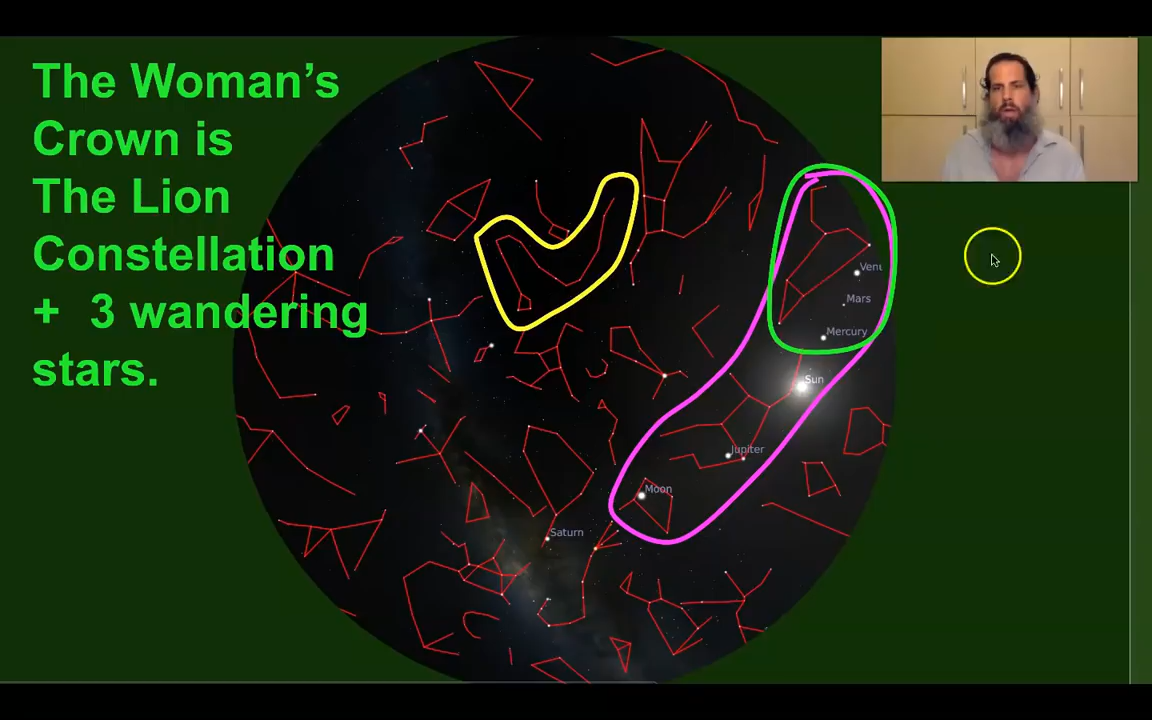 The Woman’s
Crown is
The Lion
Constellation
+ 3 wandering
stars.
Venu
Mars
Mercury
Sun
Jupiter
Moon
Saturn